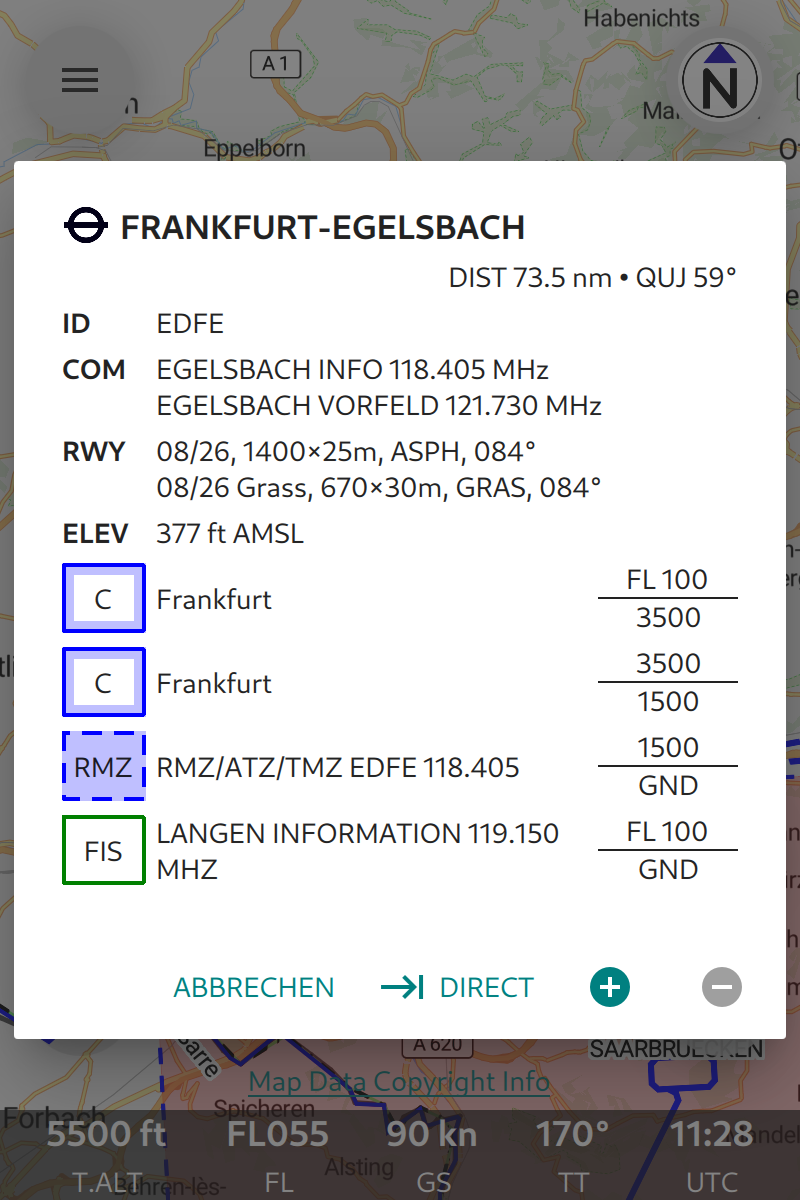 Habenichts
A 1
N
Eppelborn
FRANKFURT-EGELSBACH
DIST 73.5 nm • QUJ 59°
ID EDFE
COM EGELSBACH INFO 118.405 MHz
EGELSBACH VORFELD 121.730 MHz
RWY 08/26, 1400×25m, ASPH, 084°
08/26 Grass, 670×30m, GRAS, 084°
ELEV 377 ft AMSL
C Frankfurt FL 100
3500
C Frankfurt 3500
1500
RMZ RMZ/ATZ/TMZ EDFE 118.405 1500
GND
FIS LANGEN INFORMATION 119.150 MHZ FL 100
GND
ABBRECHEN DIRECT
A 620
SAARBRUECKEN
Map Data Copyright Info
Spicheren
Forbach
5500 ft FL055 90 kn 170° 11:28
Alsting
Behren-lès-
T.ALT FL GS TT UTC